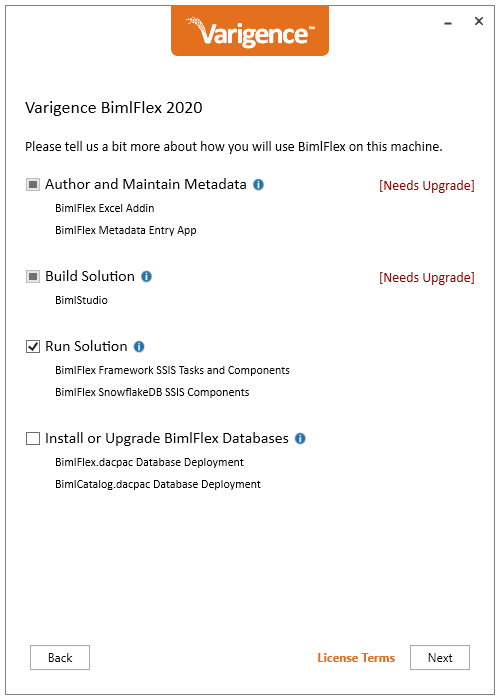 Varigence™
Varigence BimlFlex 2020
Please tell us a bit more about how you will use BimlFlex on this machine.
Author and Maintain Metadata [Needs Upgrade]
BimlFlex Excel Addin
BimlFlex Metadata Entry App
Build Solution [Needs Upgrade]
BimlStudio
Run Solution
BimlFlex Framework SSIS Tasks and Components
BimlFlex SnowflakeDB SSIS Components
Install or Upgrade BimlFlex Databases
BimlFlex.dacpac Database Deployment
BimlCatalog.dacpac Database Deployment
Back License Terms Next